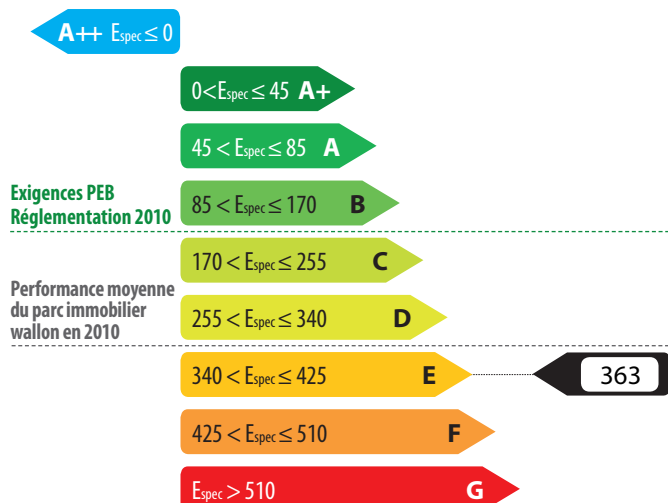 A++ Espec ≤ 0
0<Espec ≤ 45 A+
45 < Espec ≤ 85 A
Exigences PEB
Réglementation 2010
85 < Espec ≤ 170 B
170 < Espec ≤ 255 C
Performance moyenne
du parc immobilier
wallon en 2010
255 < Espec ≤ 340 D
340 < Espec ≤ 425 E 363
425 < Espec ≤ 510 F
Espec > 510 G